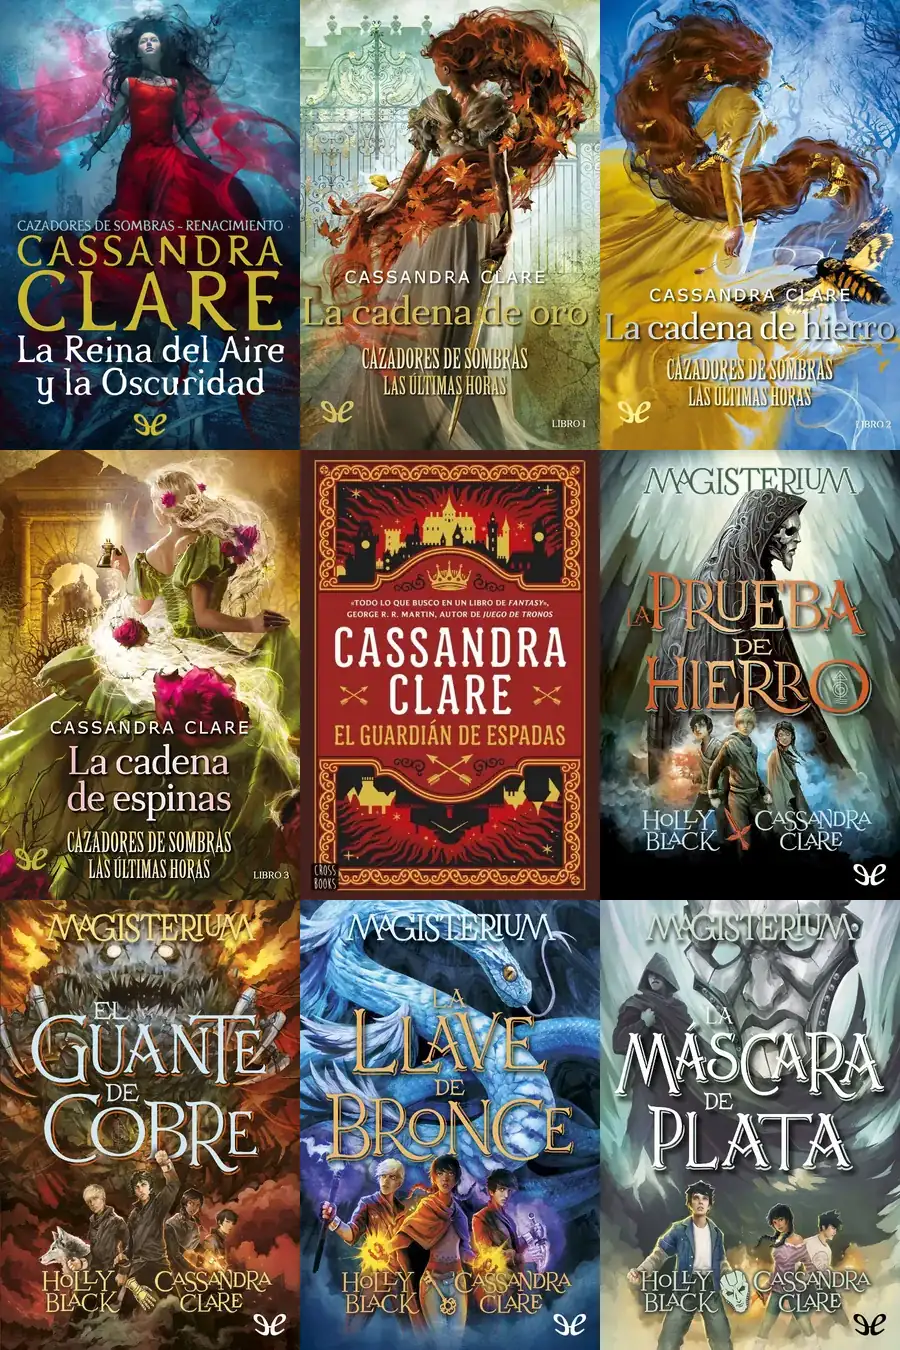 CAZADORES DE SOMBRAS - RENACIMIENTO
CASSANDRA
CLARE
La Reina del Aire
y la Oscuridad
CASSANDRA CLARE
La cadena de oro
CAZADORES DE SOMBRAS
LAS ÚLTIMAS HORAS
LIBRO 1
CASSANDRA CLARE
La cadena de hierro
CAZADORES DE SOMBRAS
LAS ÚLTIMAS HORAS
LIBRO 2
CASSANDRA CLARE
La cadena
de espinas
CAZADORES DE SOMBRAS
LAS ÚLTIMAS HORAS
LIBRO 3
«TODO LO QUE BUSCO EN UN LIBRO DE FANTASY»,
GEORGE R. R. MARTIN, AUTOR DE JUEGO DE TRONOS
CASSANDRA
CLARE
EL GUARDIÁN DE ESPADAS
CROSS
BOOKS
MAGISTERIUM
LA PRUEBA
DE
HIERRO
HOLLY
BLACK
CASSANDRA
CLARE
MAGISTERIUM
EL
GUANTE
DE
COBRE
HOLLY
BLACK
CASSANDRA
CLARE
MAGISTERIUM
LA
LLAVE
DE
BRONCE
HOLLY
BLACK
CASSANDRA
CLARE
MAGISTERIUM
LA
MÁSCARA
DE
PLATA
HOLLY
BLACK
CASSANDRA
CLARE